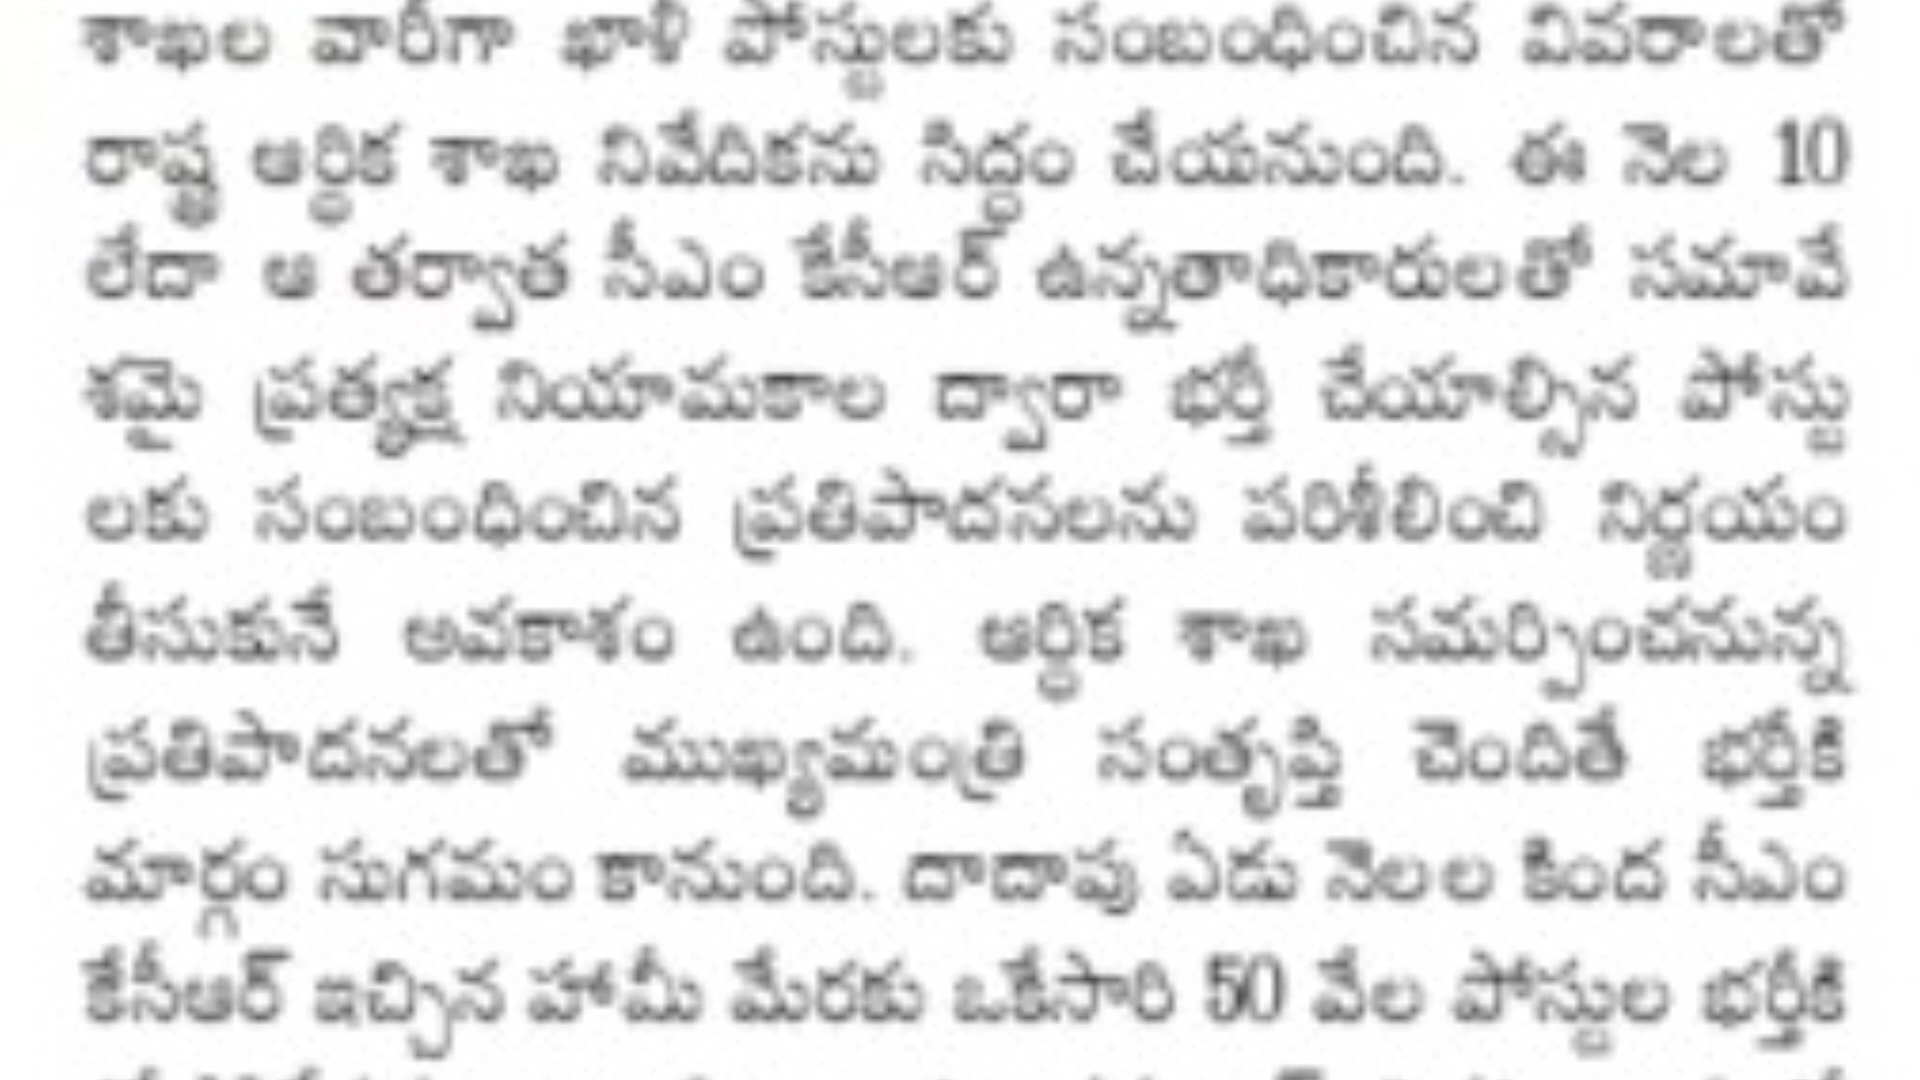 శాఖల వారీగా ఖాళీ పోస్టులకు సంబంధించిన వివరాలతో
రాష్ట్ర ఆర్థిక శాఖ నివేదికను సిద్ధం చేయనుంది. ఈ నెల 10
లేదా ఆ తర్వాత సీఎం కేసీఆర్ ఉన్నతాధికారులతో సమావే
శమై ప్రత్యక్ష నియామకాల ద్వారా భర్తీ చేయాల్సిన పోస్టు
లకు సంబంధించిన ప్రతిపాదనలను పరిశీలించి నిర్ణయం
తీసుకునే అవకాశం ఉంది. ఆర్థిక శాఖ సమర్పించనున్న
ప్రతిపాదనలతో ముఖ్యమంత్రి సంతృప్తి చెందితే భర్తీకి
మార్గం సుగమం కానుంది. దాదాపు ఏడు నెలల కింద సీఎం
కేసీఆర్ ఇచ్చిన హామీ మేరకు ఒకేసారి 50 వేల పోస్టుల భర్తీకి